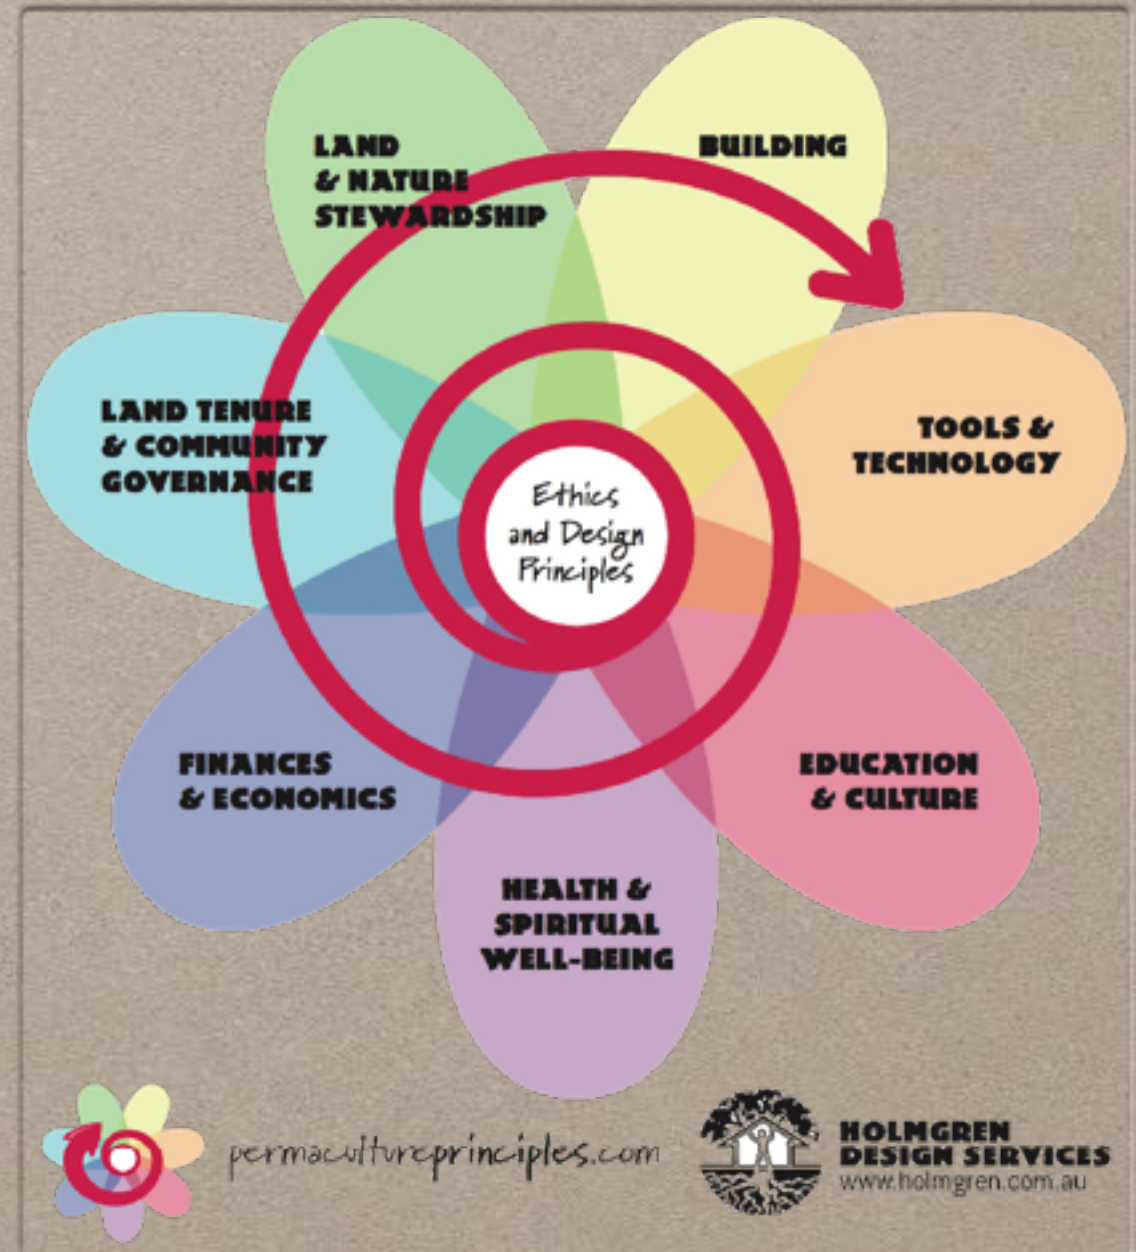 LAND
& NATURE
STEWARDSHIP
BUILDING
LAND TENURE
& COMMUNITY
GOVERNANCE
TOOLS &
TECHNOLOGY
Ethics
and Design
Principles
FINANCES
& ECONOMICS
EDUCATION
& CULTURE
HEALTH &
SPIRITUAL
WELL-BEING
permacultureprinciples.com
HOLMGREN
DESIGN SERVICES
www.holmgren.com.au